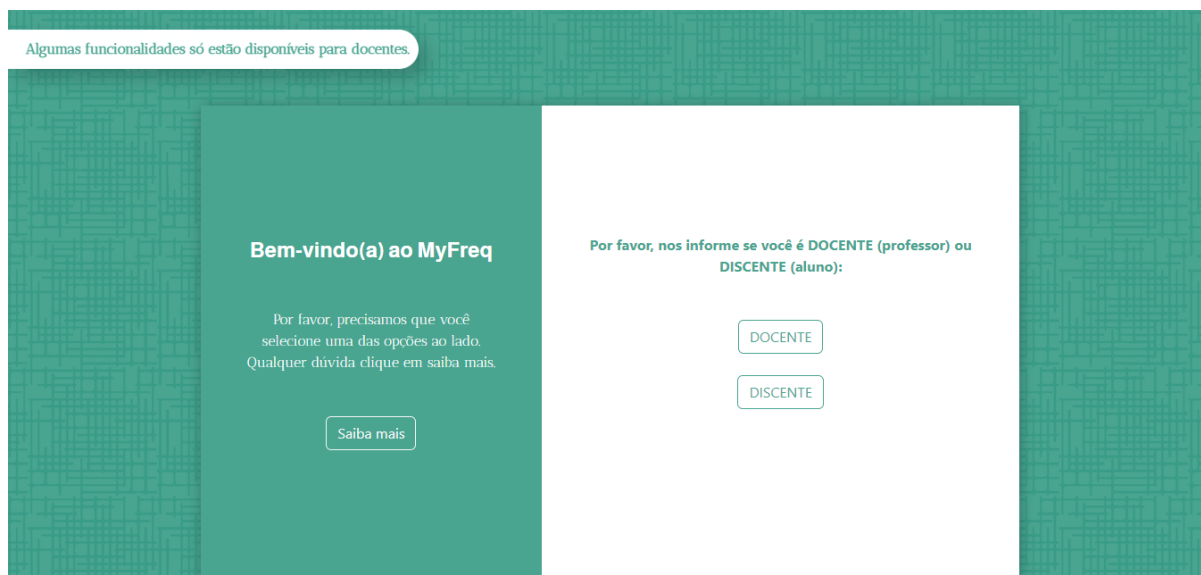 Algumas funcionalidades só estão disponíveis para docentes.
Bem-vindo(a) ao MyFreq
Por favor, precisamos que você
selecione uma das opções ao lado.
Qualquer dúvida clique em saiba mais.
Saiba mais
Por favor, nos informe se você é DOCENTE (professor) ou
DISCENTE (aluno):
DOCENTE
DISCENTE